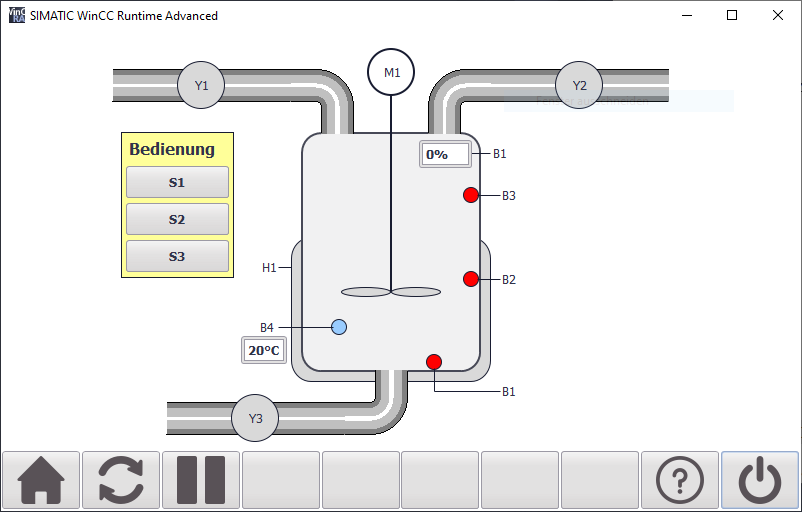 SIMATIC WinCC Runtime Advanced
M1
Y1
Y2
Bedienung
S1
S2
S3
0%
B1
B3
H1
B2
B4
20°C
B1
Y3
?